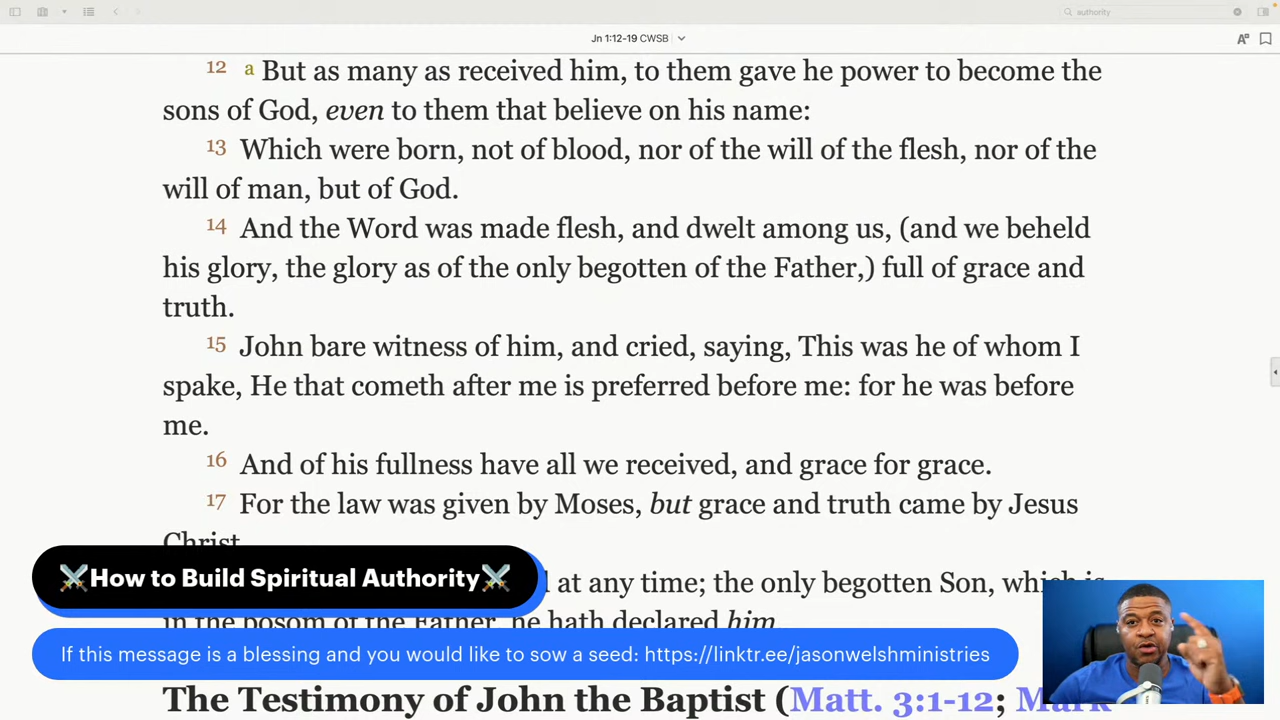 authority
Jn 1:12-19 CWSB
12 a But as many as received him, to them gave he power to become the
sons of God, even to them that believe on his name:
13 Which were born, not of blood, nor of the will of the flesh, nor of the
will of man, but of God.
14 And the Word was made flesh, and dwelt among us, (and we beheld
his glory, the glory as of the only begotten of the Father,) full of grace and
truth.
15 John bare witness of him, and cried, saying, This was he of whom I
spake, He that cometh after me is preferred before me: for he was before
me.
16 And of his fullness have all we received, and grace for grace.
17 For the law was given by Moses, but grace and truth came by Jesus
Christ
at any time; the only begotten Son, which is
in the bosom of the Father, he hath declared him.
⚔️How to Build Spiritual Authority⚔️
If this message is a blessing and you would like to sow a seed: https://linktr.ee/jasonwelshministries
The Testimony of John the Baptist (Matt. 3:1-12; Mark